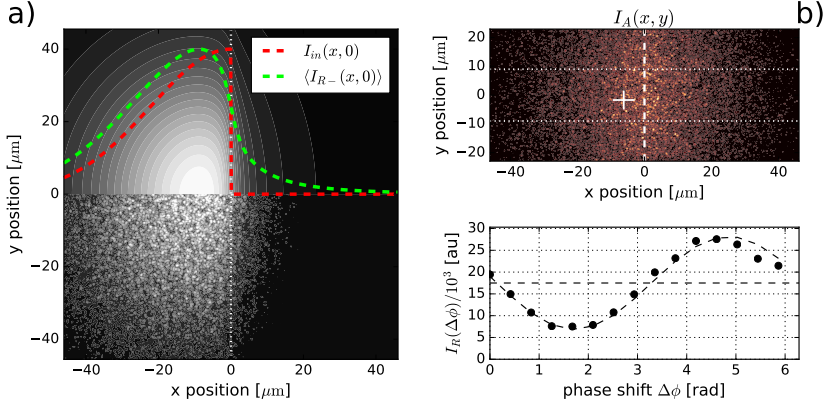 a)
I_in(x,0)
⟨I_R−(x,0)⟩
40
20
0
−20
−40
y position [μm]
−40 −20 0 20 40
x position [μm]
b)
I_A(x,y)
20
10
0
−10
−20
y position [μm]
−40 −20 0 20 40
x position [μm]
30
25
20
15
10
5
0
I_R(Δϕ)/10^3 [au]
0 1 2 3 4 5 6
phase shift Δϕ [rad]